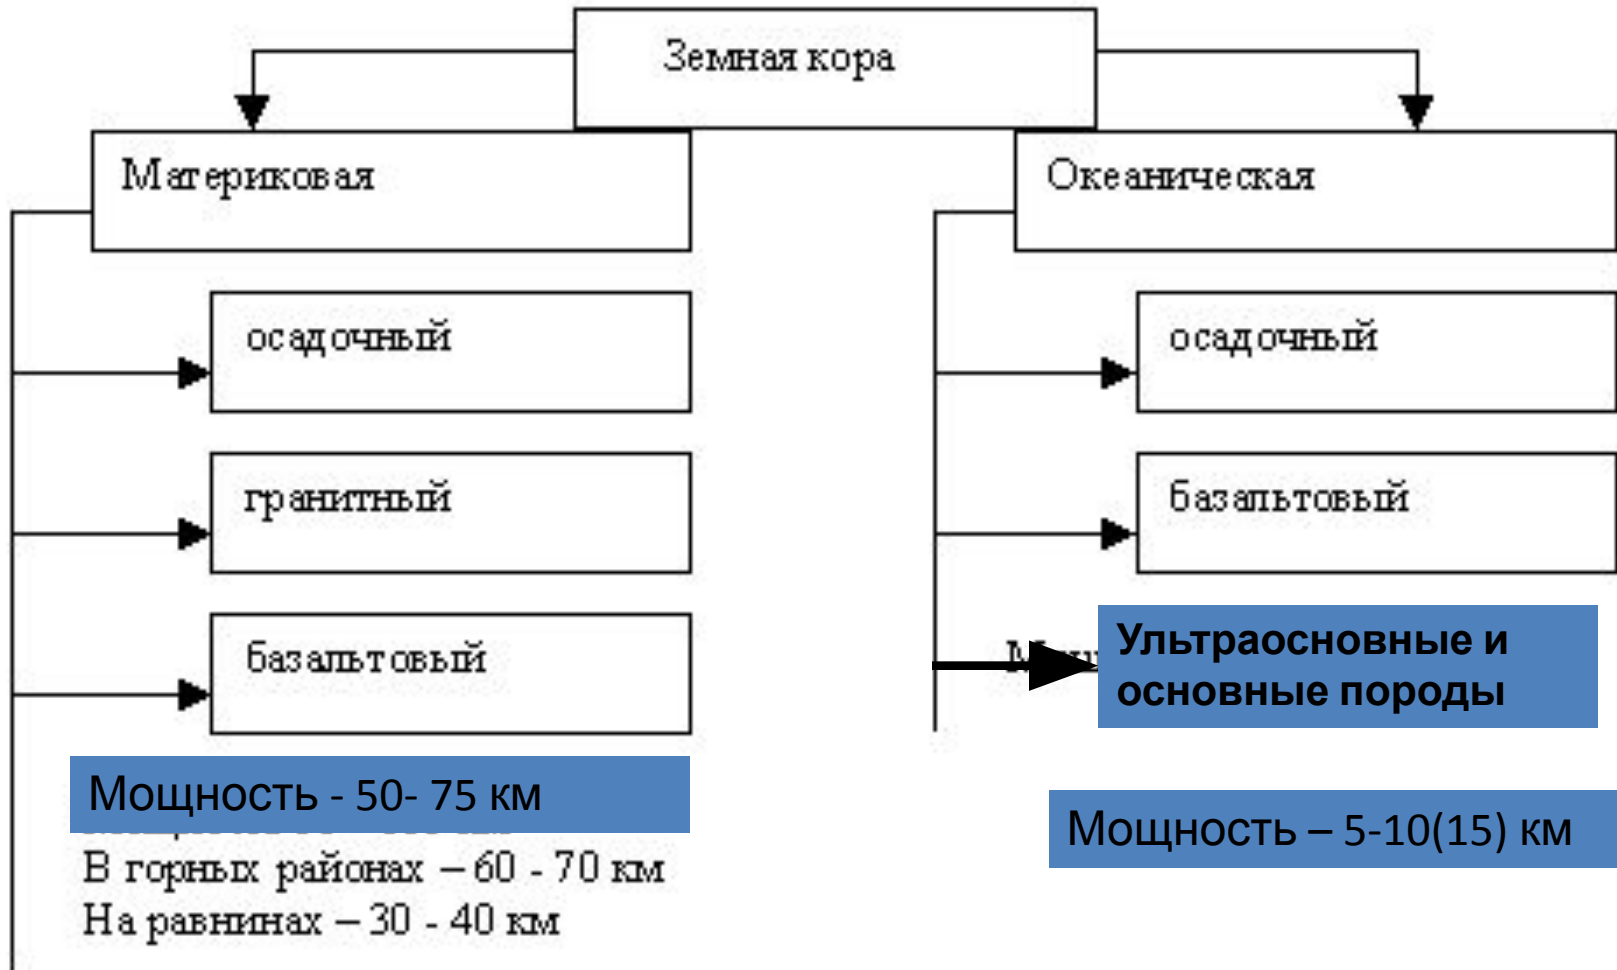 Земная кора
Материковая
осадочный
гранитный
базальтовый
Мощность - 50- 75 км
В горных районах – 60 - 70 км
На равнинах – 30 - 40 км
Океаническая
осадочный
базальтовый
Ультраосновные и
основные породы
Мощность – 5-10(15) км